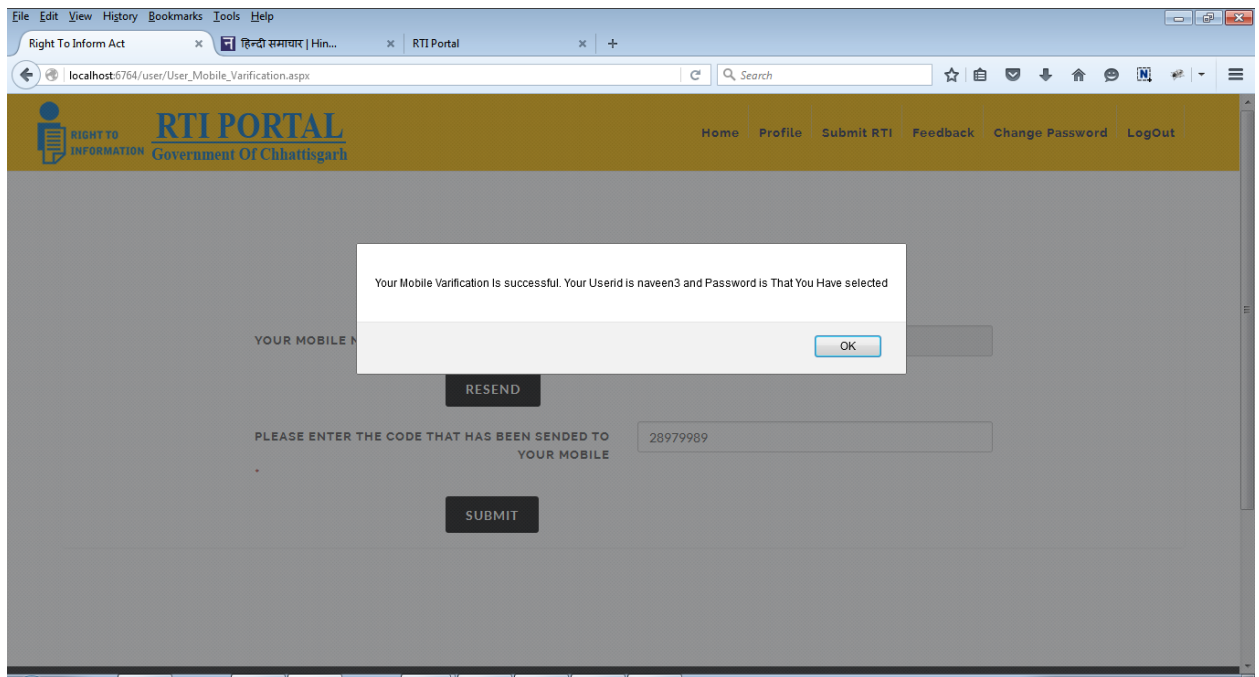 File Edit View History Bookmarks Tools Help
Right To Inform Act
हिन्दी समाचार | Hin...
RTI Portal
localhost:6764/user/User_Mobile_Varification.aspx
Search
RIGHT TO
INFORMATION
RTI PORTAL
Government Of Chhattisgarh
Home Profile Submit RTI Feedback Change Password LogOut
Your Mobile Varification Is successful. Your Userid is naveen3 and Password is That You Have selected
OK
YOUR MOBILE
RESEND
PLEASE ENTER THE CODE THAT HAS BEEN SENDED TO
YOUR MOBILE
*
28979989
SUBMIT